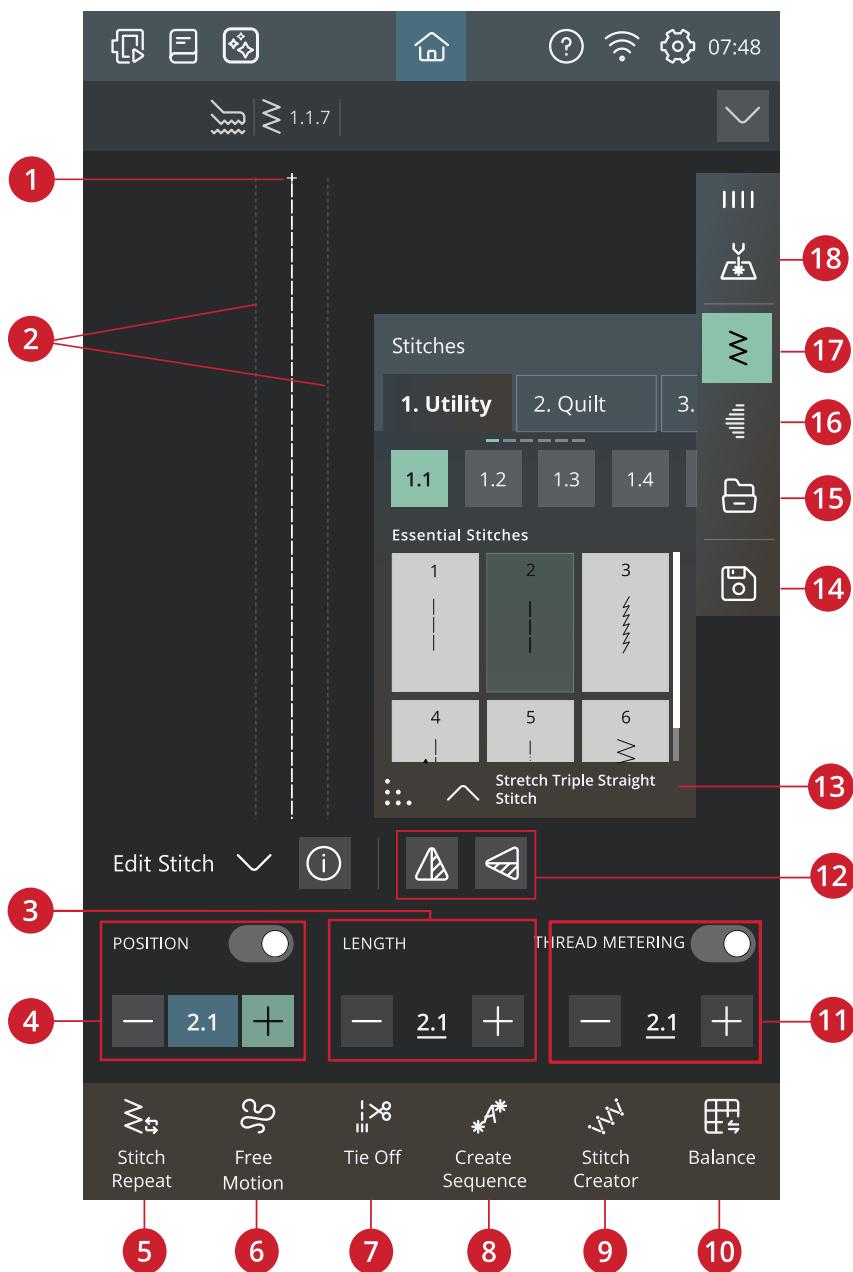 07:48
1.1.7
1
18
2
Stitches
17
1. Utility
2. Quilt
3.
16
1.1
1.2
1.3
1.4
15
Essential Stitches
1
2
3
14
4
5
6
Stretch Triple Straight
Stitch
13
Edit Stitch
12
3
POSITION
LENGTH
THREAD METERING
4
2.1
2.1
2.1
11
Stitch
Repeat
Free
Motion
Tie Off
Create
Sequence
Stitch
Creator
Balance
5
6
7
8
9
10